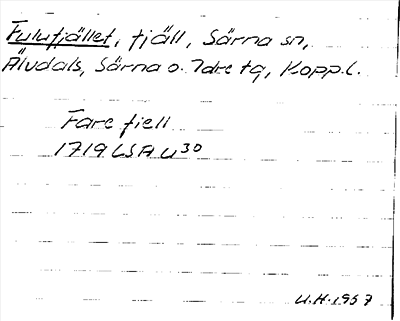 Fulufjället, fjäll, Särna sn,
Älvdals, Särna o. Idre tg, Kopp.l.
Fare fiell
1719 LSA U30
U.H. 1957